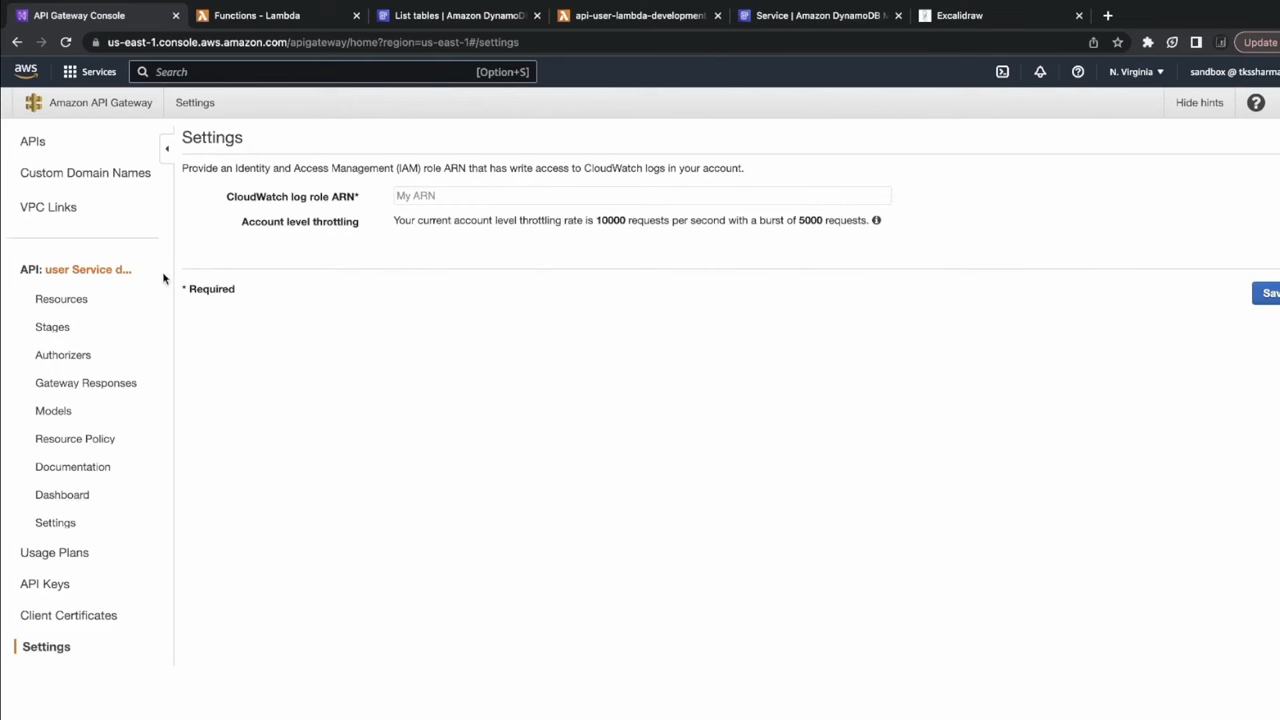 API Gateway Console
Functions - Lambda
List tables | Amazon DynamoD
api-user-lambda-development
Service | Amazon DynamoDB M
Excalidraw
us-east-1.console.aws.amazon.com/apigateway/home?region=us-east-1#/settings
Update
aws
Services
Search
[Option+S]
N. Virginia
sandbox @ tkssharma
Amazon API Gateway
Settings
Hide hints
?
APIs
Custom Domain Names
VPC Links
API: user Service d...
Resources
Stages
Authorizers
Gateway Responses
Models
Resource Policy
Documentation
Dashboard
Settings
Usage Plans
API Keys
Client Certificates
Settings
Settings
Provide an Identity and Access Management (IAM) role ARN that has write access to CloudWatch logs in your account.
CloudWatch log role ARN*
My ARN
Account level throttling
Your current account level throttling rate is 10000 requests per second with a burst of 5000 requests.
* Required
Sav